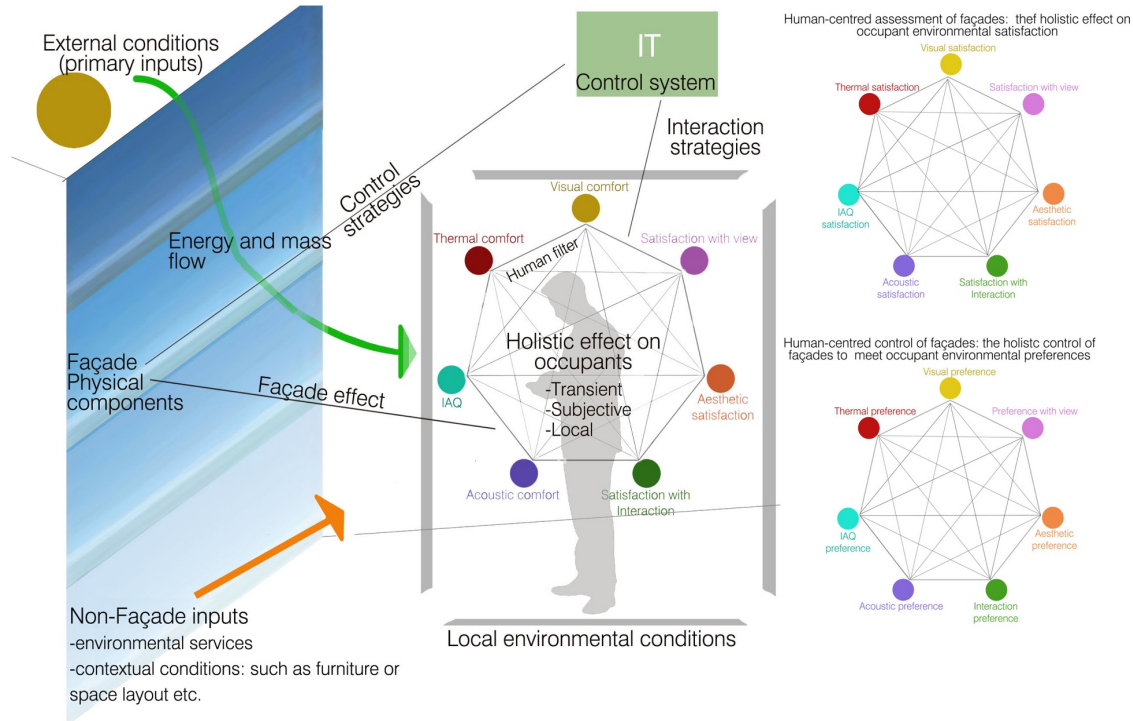 External conditions
(primary inputs)
IT
Control system
Interaction
strategies
Control
strategies
Energy and mass
flow
Façade
Physical
components
Façade effect
Non-Façade inputs
-environmental services
-contextual conditions: such as furniture or
space layout etc.
Visual comfort
Thermal comfort
Satisfaction with view
Human filter
Holistic effect on
occupants
-Transient
-Subjective
-Local
IAQ
Aesthetic
satisfaction
Acoustic comfort
Satisfaction with
Interaction
Local environmental conditions
Human-centred assessment of façades: thef holistic effect on
occupant environmental satisfaction
Visual satisfaction
Thermal satisfaction
Satisfaction with view
IAQ
satisfaction
Aesthetic
satisfaction
Acoustic
satisfaction
Satisfaction with
Interaction
Human-centred control of façades: the holistc control of
façades to meet occupant environmental preferences
Visual preference
Thermal preference
Preference with view
IAQ
preference
Aesthetic
preference
Acoustic preference
Interaction
preference